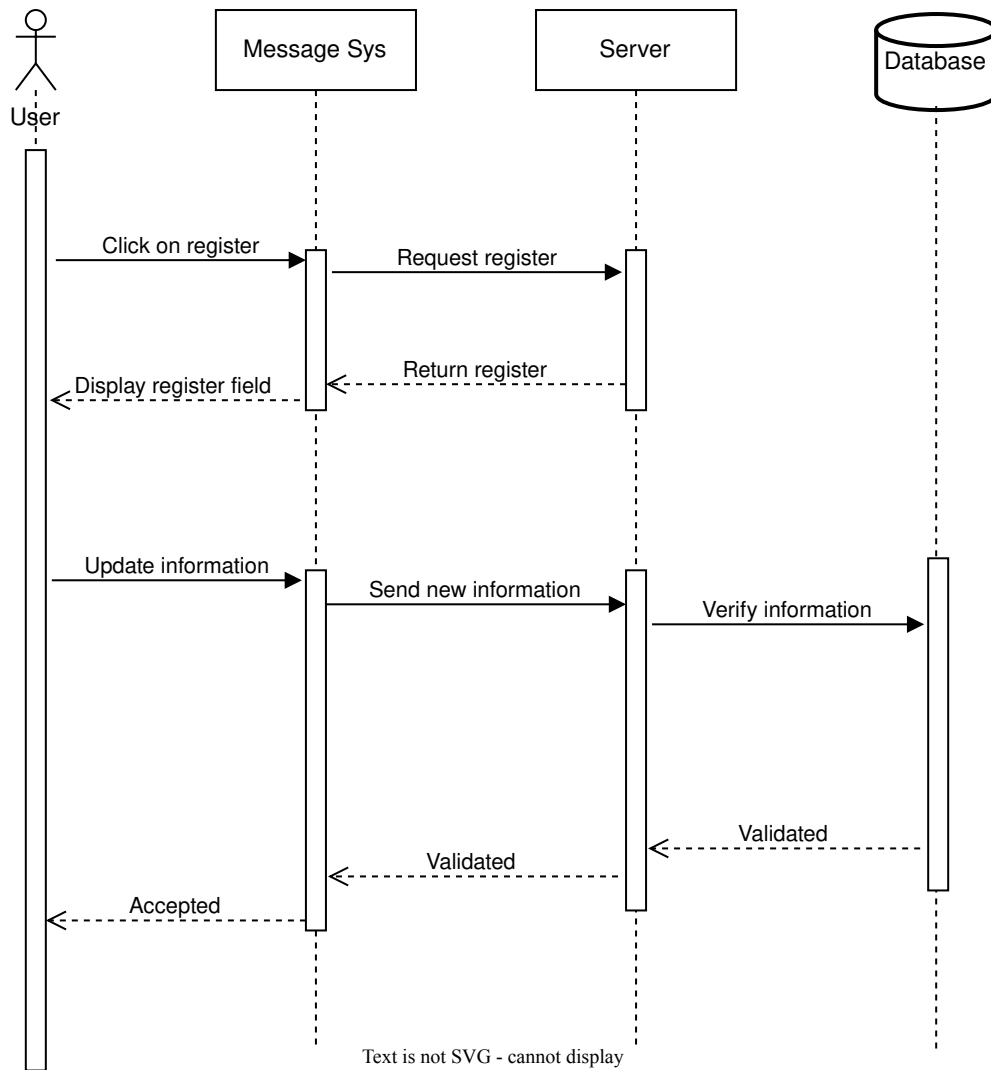 Message Sys
Server
Database
User
Click on register
Request register
Return register
Display register field
Update information
Send new information
Verify information
Validated
Validated
Accepted
Text is not SVG - cannot display